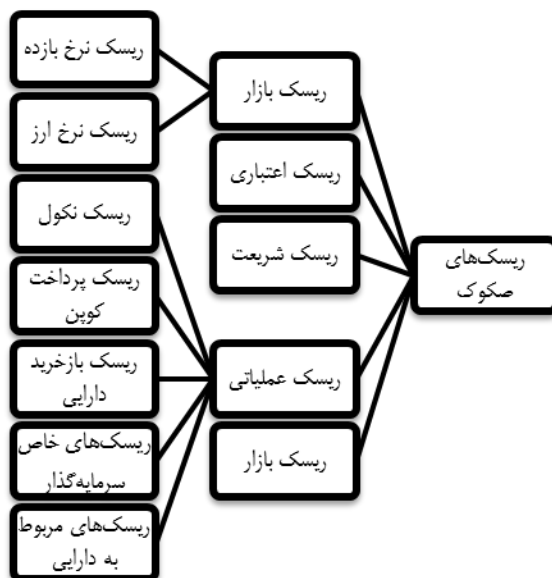 ریسک‌های
صکوک
ریسک بازار
ریسک اعتباری
ریسک شریعت
ریسک عملیاتی
ریسک بازار
ریسک نرخ بازده
ریسک نرخ ارز
ریسک نکول
ریسک پرداخت
کوپن
ریسک بازخرید
دارایی
ریسک‌های خاص
سرمایه‌گذار
ریسک‌های مربوط
به دارایی